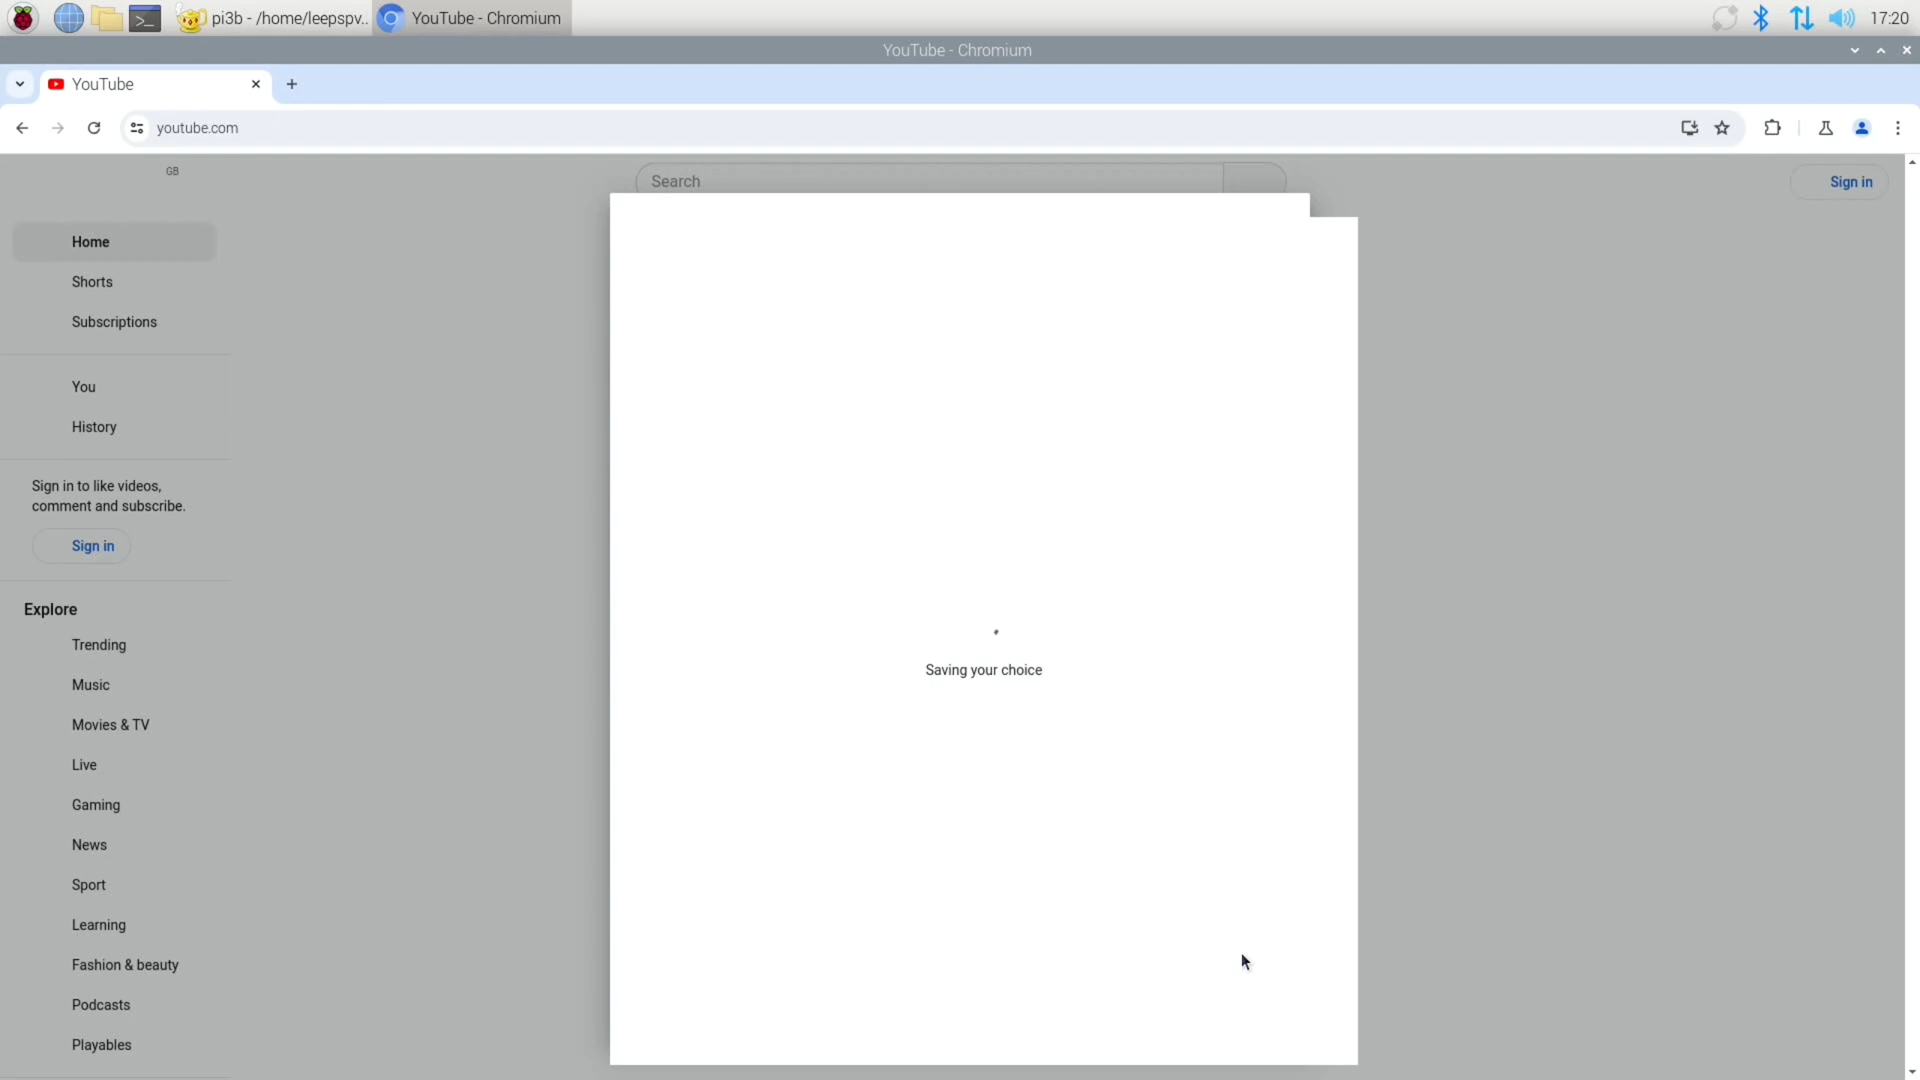 pi3b - /home/leepspv..
YouTube - Chromium
17:20
YouTube - Chromium
YouTube
youtube.com
GB
Search
Sign in
Home
Shorts
Subscriptions
You
History
Sign in to like videos,
comment and subscribe.
Sign in
Explore
Trending
Music
Movies & TV
Live
Gaming
News
Sport
Learning
Fashion & beauty
Podcasts
Playables
Saving your choice